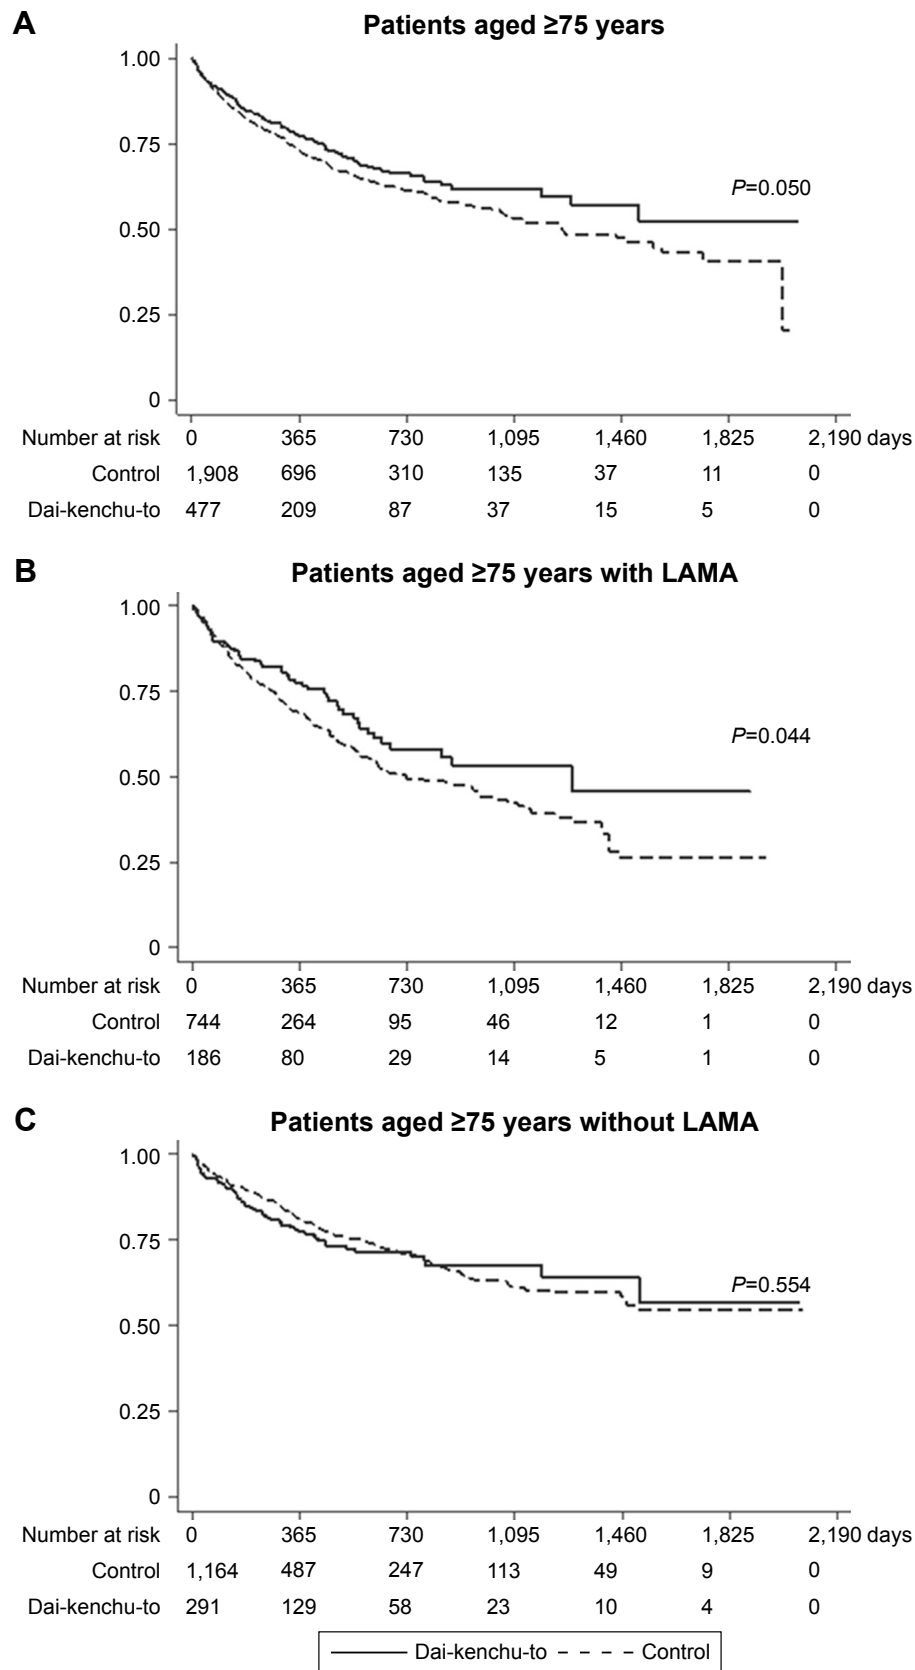 A Patients aged ≥75 years
1.00
0.75
P=0.050
0.50
0.25
0
Number at risk 0 365 730 1,095 1,460 1,825 2,190 days
Control 1,908 696 310 135 37 11 0
Dai-kenchu-to 477 209 87 37 15 5 0
B Patients aged ≥75 years with LAMA
1.00
0.75
P=0.044
0.50
0.25
0
Number at risk 0 365 730 1,095 1,460 1,825 2,190 days
Control 744 264 95 46 12 1 0
Dai-kenchu-to 186 80 29 14 5 1 0
C Patients aged ≥75 years without LAMA
1.00
0.75
P=0.554
0.50
0.25
0
Number at risk 0 365 730 1,095 1,460 1,825 2,190 days
Control 1,164 487 247 113 49 9 0
Dai-kenchu-to 291 129 58 23 10 4 0
Dai-kenchu-to Control